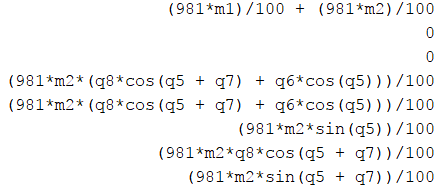 (981*m1)/100 + (981*m2)/100
0
0
(981*m2*(q8*cos(q5 + q7) + q6*cos(q5)))/100
(981*m2*(q8*cos(q5 + q7) + q6*cos(q5)))/100
(981*m2*sin(q5))/100
(981*m2*q8*cos(q5 + q7))/100
(981*m2*sin(q5 + q7))/100